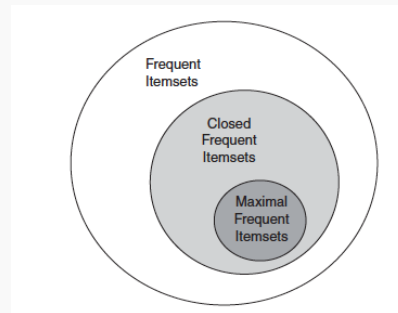 Frequent
Itemsets
Closed
Frequent
Itemsets
Maximal
Frequent
Itemsets